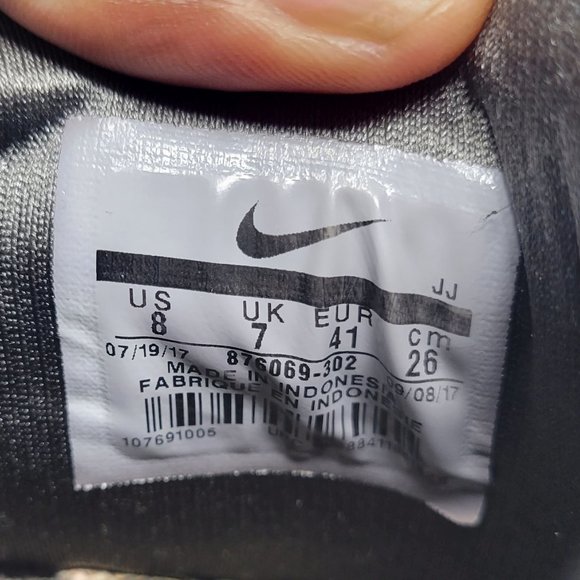 JJ
US UK EUR cm
8 7 41 26
07/19/17 876069-302 09/08/17
MADE IN INDONESIA
FABRIQUE EN INDONESIE
107691005